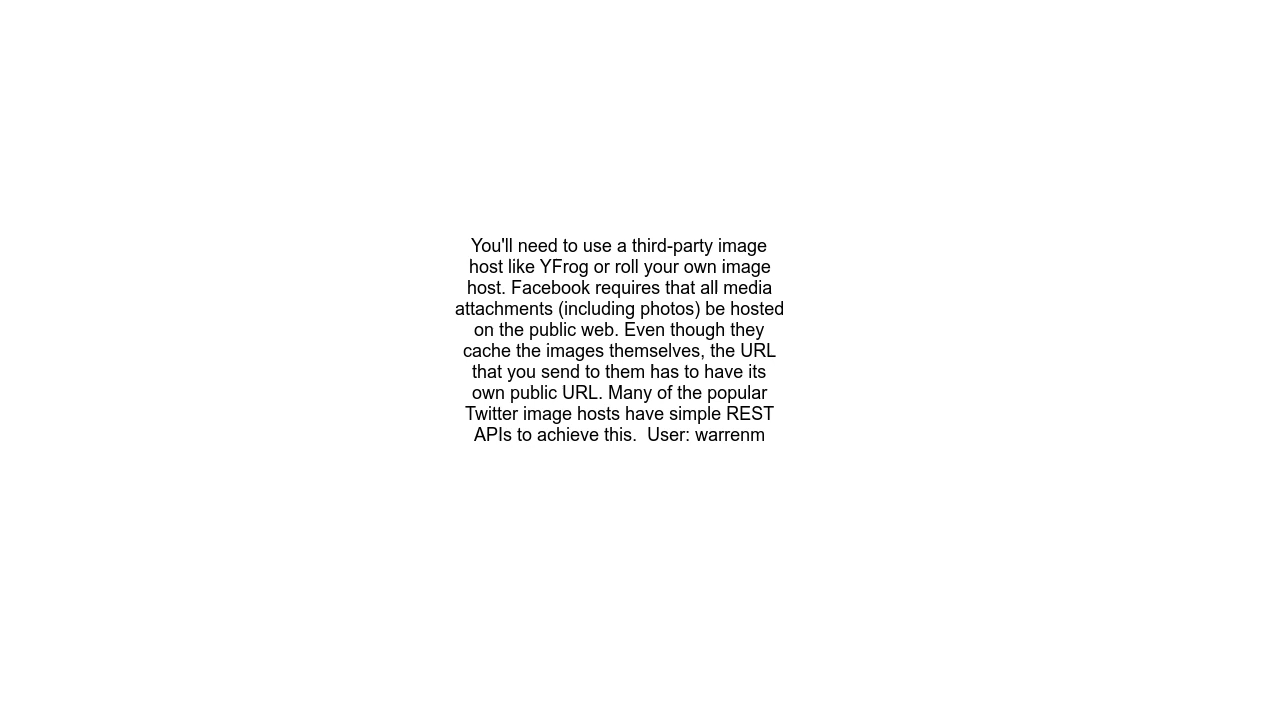 You'll need to use a third-party image
host like YFrog or roll your own image
host. Facebook requires that all media
attachments (including photos) be hosted
on the public web. Even though they
cache the images themselves, the URL
that you send to them has to have its
own public URL. Many of the popular
Twitter image hosts have simple REST
APIs to achieve this.  User: warrenm